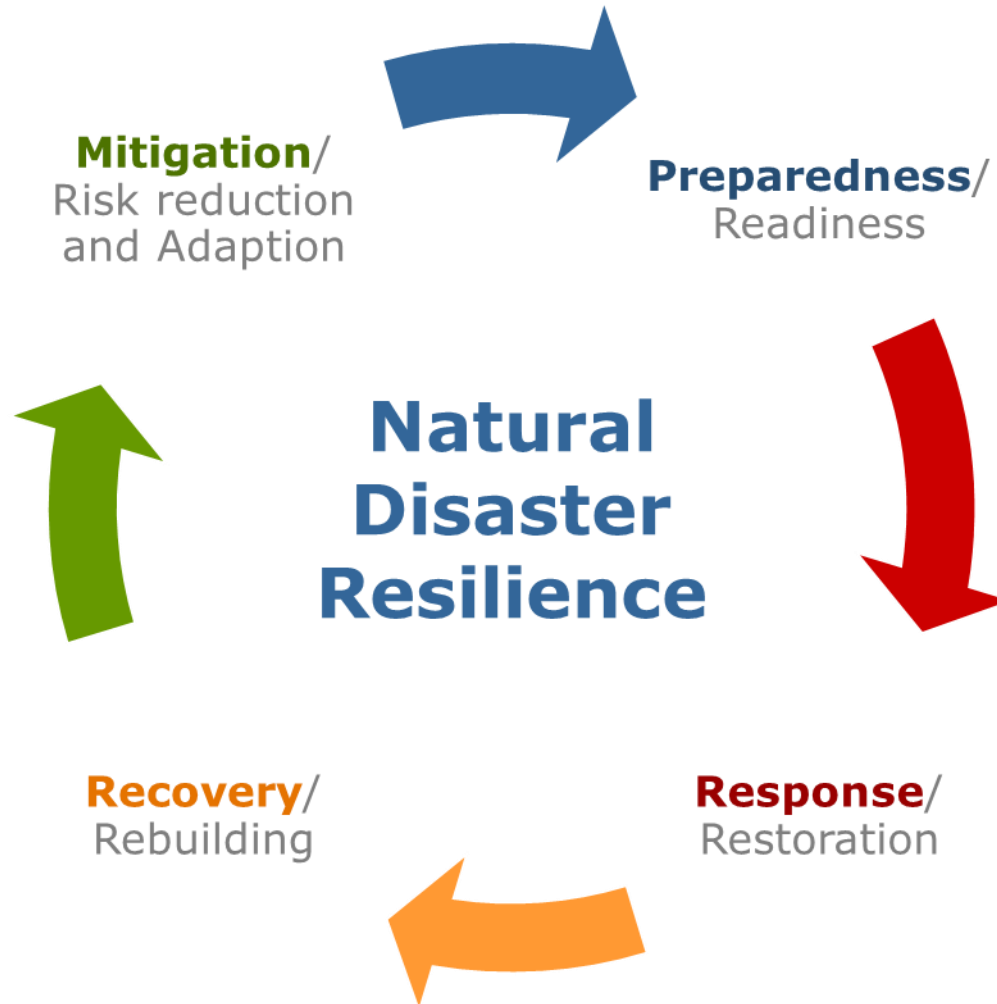 Mitigation/
Risk reduction
and Adaption
Preparedness/
Readiness
Natural
Disaster
Resilience
Recovery/
Rebuilding
Response/
Restoration